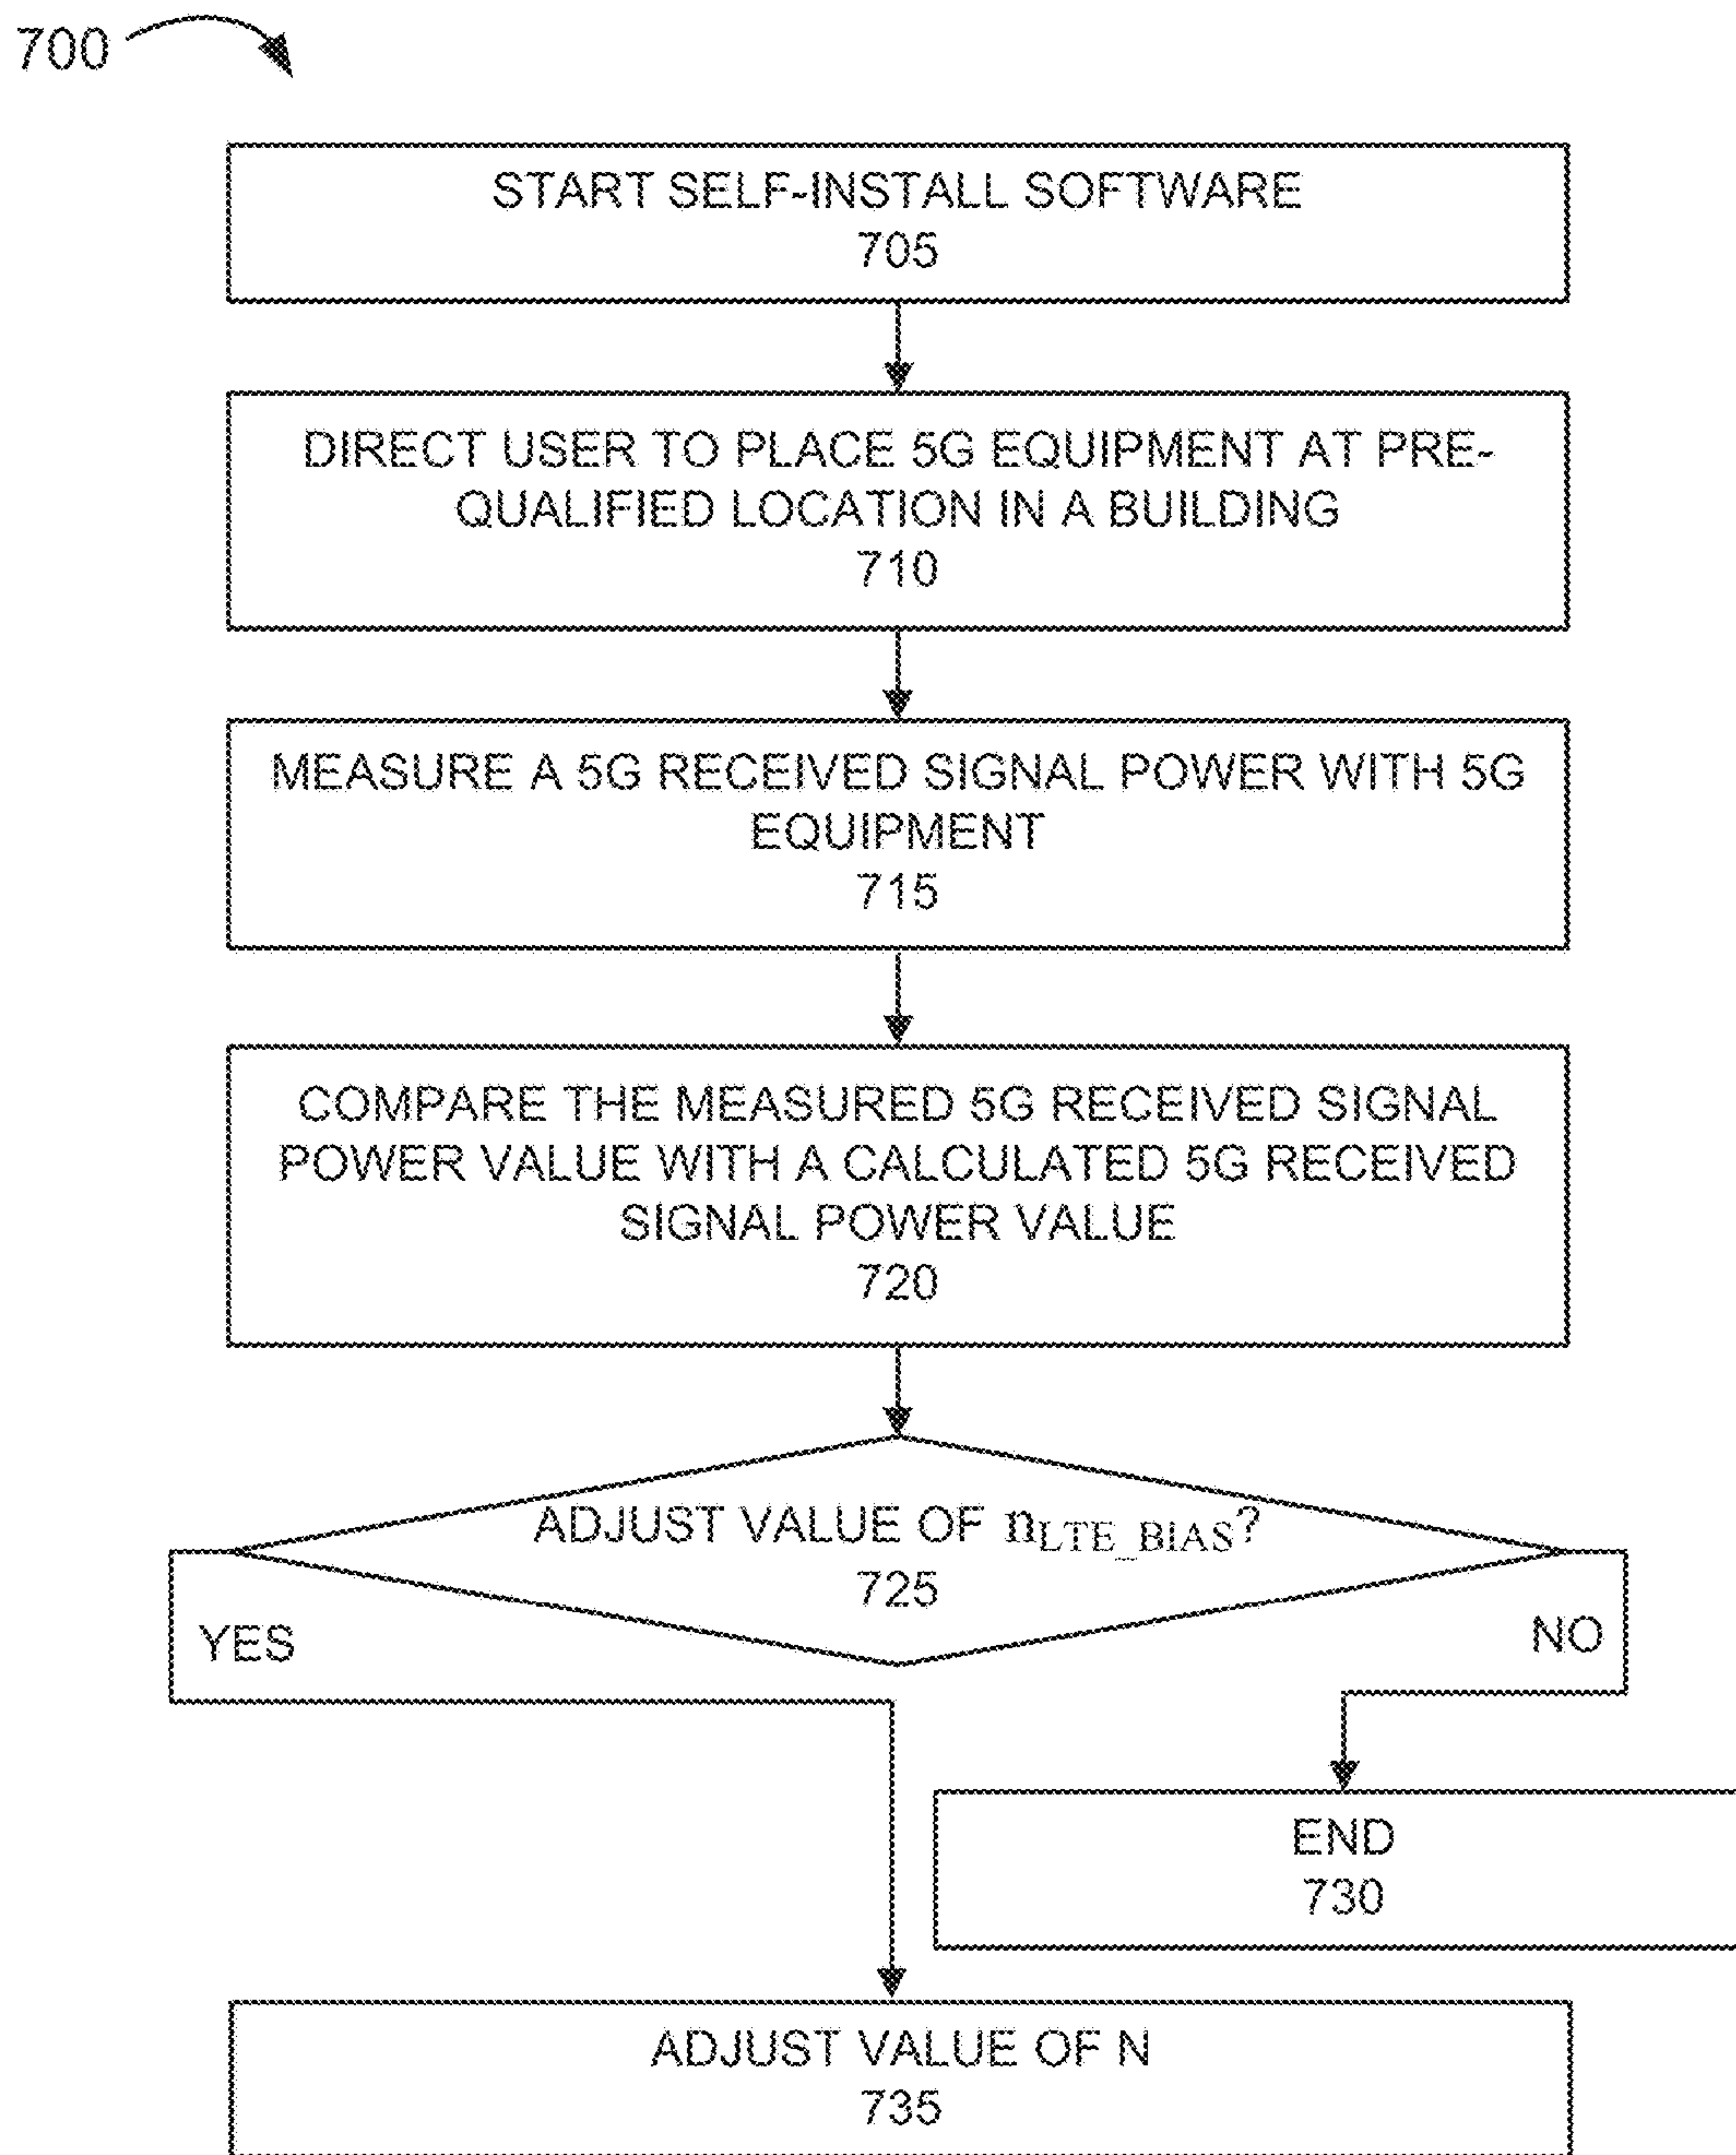 700
START SELF-INSTALL SOFTWARE
705
DIRECT USER TO PLACE 5G EQUIPMENT AT PRE-
QUALIFIED LOCATION IN A BUILDING
710
MEASURE A 5G RECEIVED SIGNAL POWER WITH 5G
EQUIPMENT
715
COMPARE THE MEASURED 5G RECEIVED SIGNAL
POWER VALUE WITH A CALCULATED 5G RECEIVED
SIGNAL POWER VALUE
720
ADJUST VALUE OF nLTE_BIAS?
725
YES
NO
END
730
ADJUST VALUE OF N
735